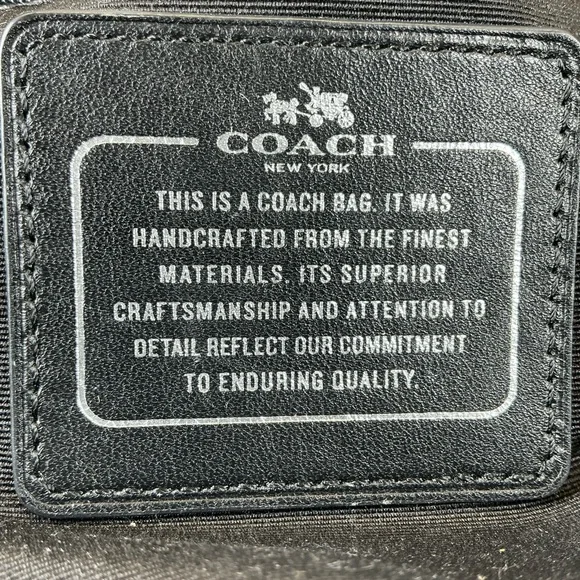 COACH
NEW YORK
THIS IS A COACH BAG. IT WAS
HANDCRAFTED FROM THE FINEST
MATERIALS. ITS SUPERIOR
CRAFTSMANSHIP AND ATTENTION TO
DETAIL REFLECT OUR COMMITMENT
TO ENDURING QUALITY.